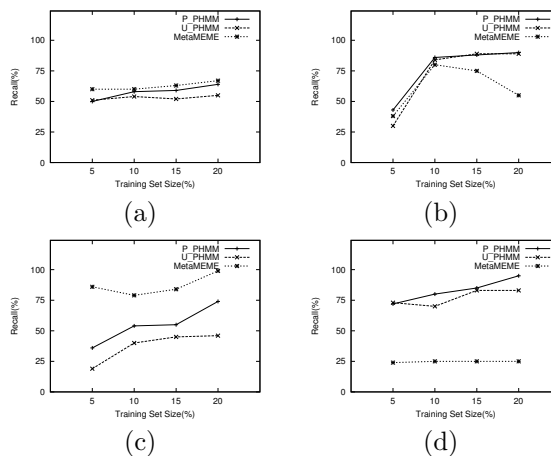 P_PHMM
U_PHMM
MetaMEME
100
75
50
25
0
Recall(%)
5 10 15 20
Training Set Size(%)
(a)
P_PHMM
U_PHMM
MetaMEME
100
75
50
25
0
Recall(%)
5 10 15 20
Training Set Size(%)
(b)
P_PHMM
U_PHMM
MetaMEME
100
75
50
25
0
Recall(%)
5 10 15 20
Training Set Size(%)
(c)
P_PHMM
U_PHMM
MetaMEME
100
75
50
25
0
Recall(%)
5 10 15 20
Training Set Size(%)
(d)